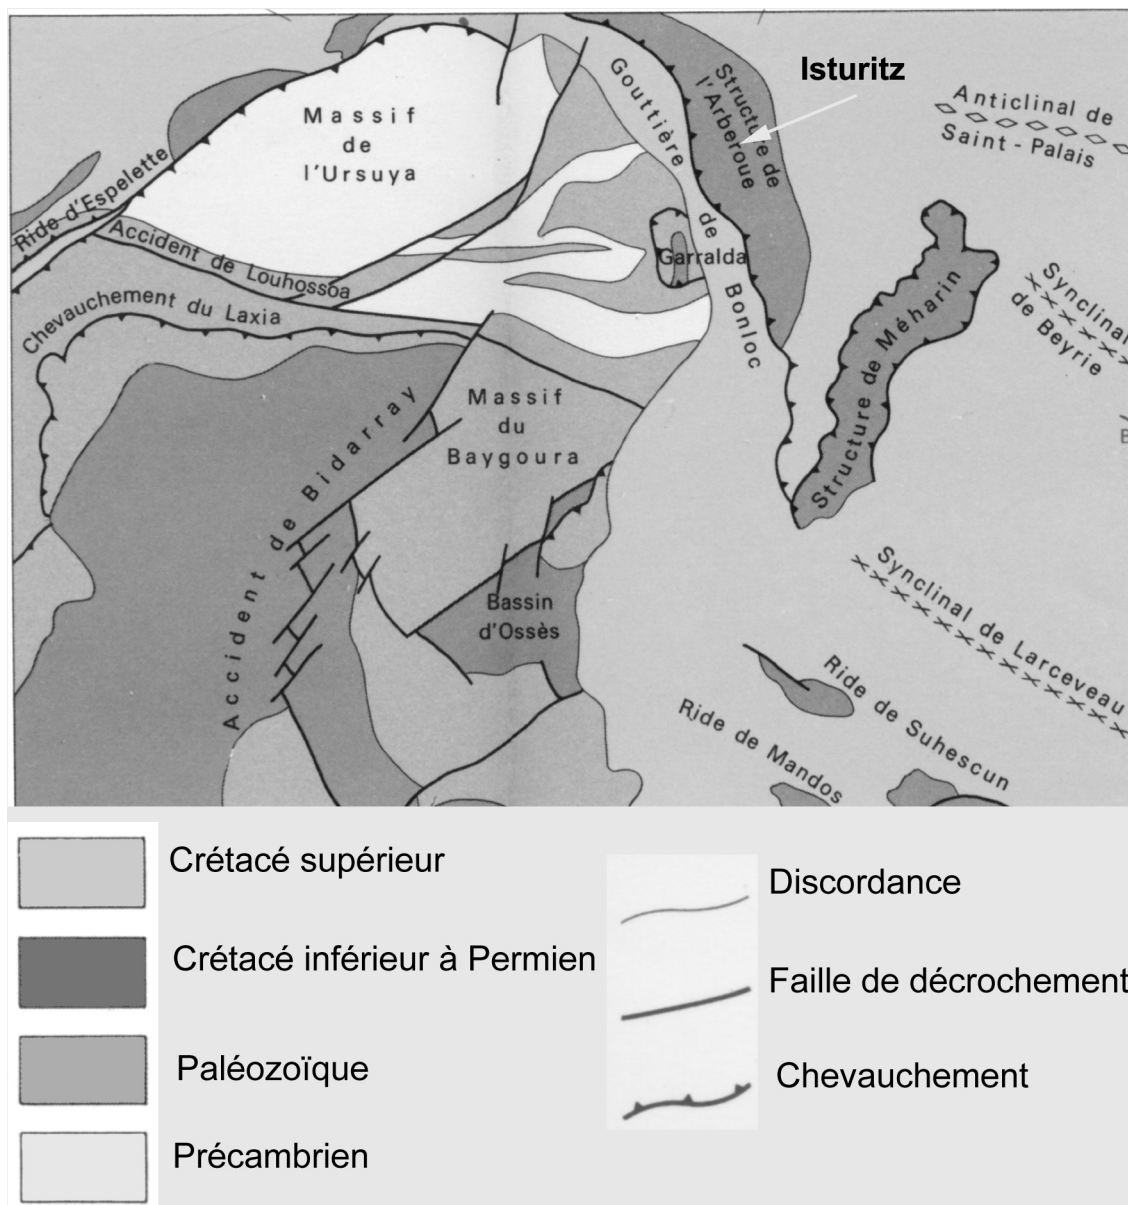 Massif
de
l'Ursuya
Gouttière
de
Bonloc
Structure de
l'Arberoue
Isturitz
Anticlinal de
Saint - Palais
Ride d'Espelette
Accident de Louhossoa
Chevauchement du Laxia
Garralda
Structure de Méharin
Synclinal
de Beyrie
Massif
du
Baygoura
Accident de Bidarray
Bassin
d'Ossès
Synclinal de Larceveau
Ride de Suhescun
Ride de Mandos
Crétacé supérieur
Crétacé inférieur à Permien
Paléozoïque
Précambrien
Discordance
Faille de décrochement
Chevauchement